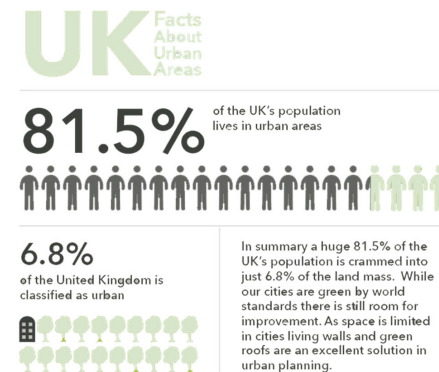 UK Facts
About
Urban
Areas
81.5% of the UK's population
lives in urban areas
6.8%
of the United Kingdom is
classified as urban
In summary a huge 81.5% of the
UK's population is crammed into
just 6.8% of the land mass. While
our cities are green by world
standards there is still room for
improvement. As space is limited
in cities living walls and green
roofs are an excellent solution in
urban planning.